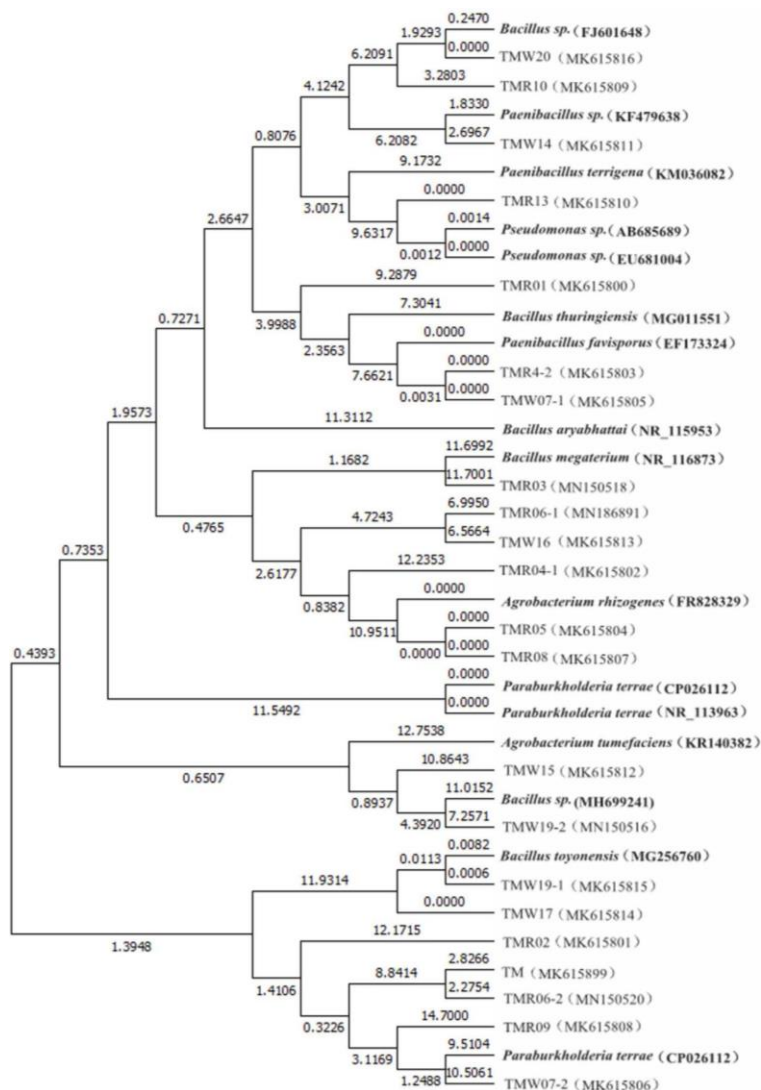 0.2470
1.9293 Bacillus sp.（FJ601648）
6.2091 0.0000 TMW20（MK615816）
4.1242 3.2803 TMR10（MK615809）
1.8330 Paenibacillus sp.（KF479638）
0.8076 6.2082 2.6967 TMW14（MK615811）
9.1732 Paenibacillus terrigena（KM036082）
3.0071 0.0000 TMR13（MK615810）
2.6647 9.6317 0.0014 Pseudomonas sp.（AB685689）
0.0012 0.0000 Pseudomonas sp.（EU681004）
9.2879 TMR01（MK615800）
0.7271 3.9988 7.3041 Bacillus thuringiensis（MG011551）
2.3563 0.0000 Paenibacillus favisporus（EF173324）
7.6621 0.0000 TMR4-2（MK615803）
0.0031 0.0000 TMW07-1（MK615805）
1.9573 11.3112 Bacillus aryabhattai（NR_115953）
1.1682 11.6992 Bacillus megaterium（NR_116873）
11.7001 TMR03（MN150518）
0.4765 4.7243 6.9950 TMR06-1（MN186891）
0.7353 6.5664 TMW16（MK615813）
2.6177 12.2353 TMR04-1（MK615802）
0.8382 0.0000 Agrobacterium rhizogenes（FR828329）
10.9511 0.0000 TMR05（MK615804）
0.4393 0.0000 0.0000 TMR08（MK615807）
0.0000 Paraburkholderia terrae（CP026112）
11.5492 0.0000 Paraburkholderia terrae（NR_113963）
12.7538 Agrobacterium tumefaciens（KR140382）
0.6507 10.8643 TMW15（MK615812）
0.8937 11.0152 Bacillus sp.(MH699241)
4.3920 7.2571 TMW19-2（MN150516）
0.0113 0.0082 Bacillus toyonensis（MG256760）
11.9314 0.0006 TMW19-1（MK615815）
0.0000 TMW17（MK615814）
1.3948 12.1715 TMR02（MK615801）
1.4106 8.8414 2.8266 TM（MK615899）
2.2754 TMR06-2（MN150520）
0.3226 14.7000 TMR09（MK615808）
3.1169 9.5104 Paraburkholderia terrae（CP026112）
1.2488 10.5061 TMW07-2（MK615806）